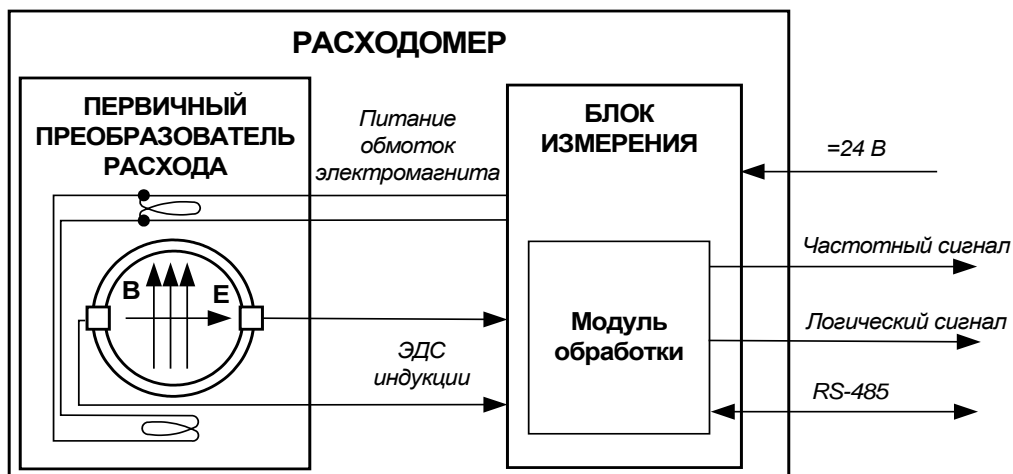 РАСХОДОМЕР
ПЕРВИЧНЫЙ
ПРЕОБРАЗОВАТЕЛЬ
РАСХОДА
Питание
обмоток
электромагнита
БЛОК
ИЗМЕРЕНИЯ
=24 В
Частотный сигнал
В
Е
Модуль
обработки
Логический сигнал
ЭДС
индукции
RS-485